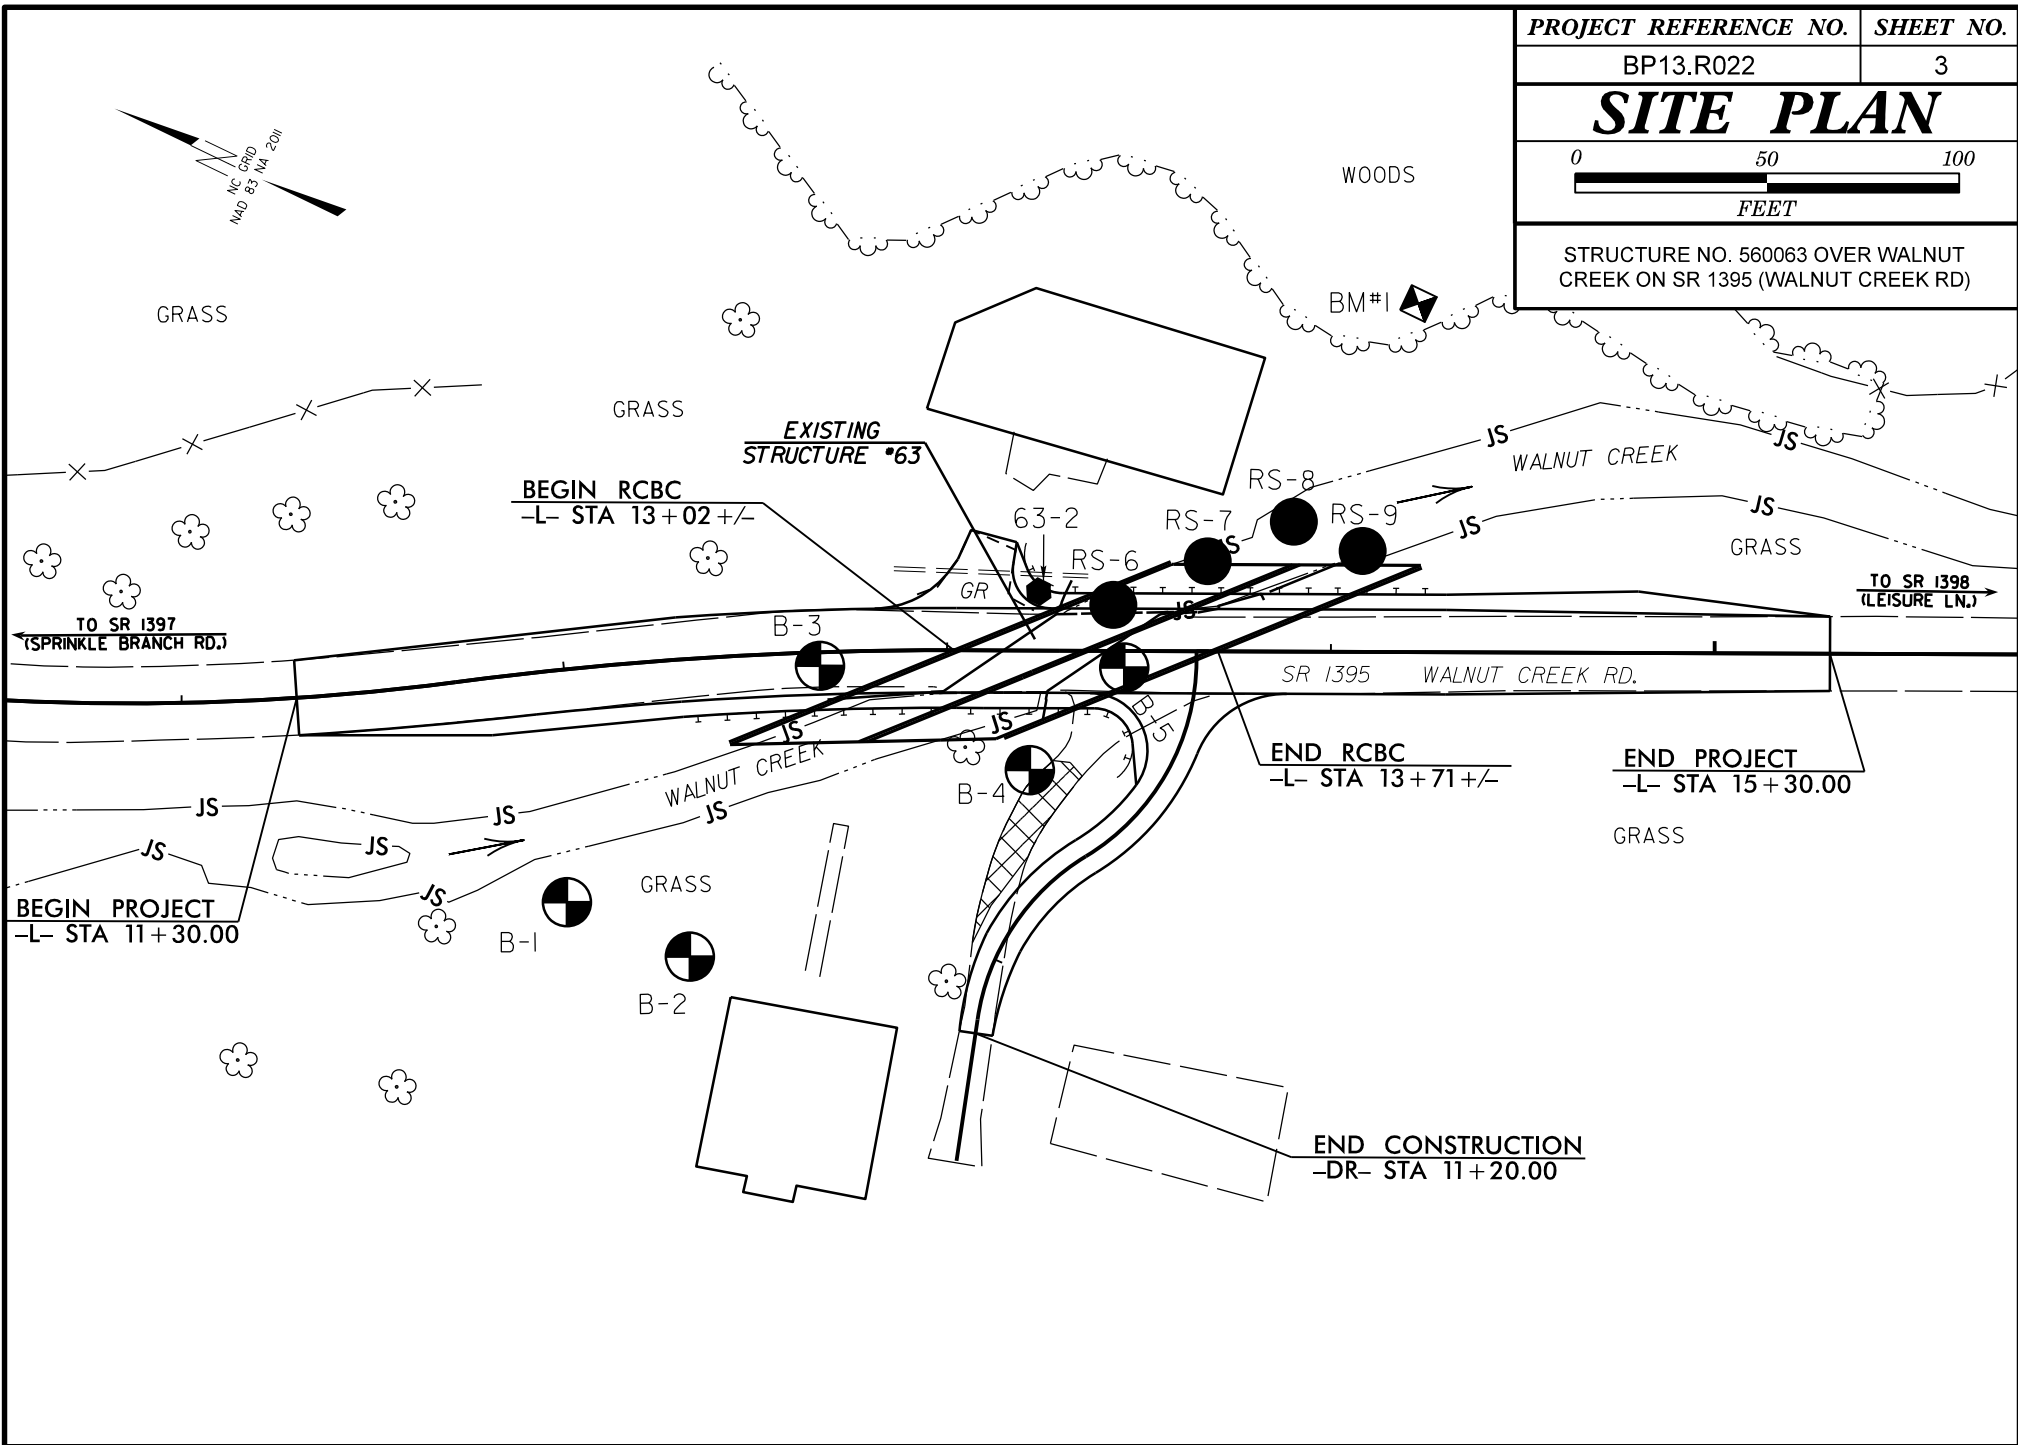 PROJECT REFERENCE NO. SHEET NO.
BP13.R022 3
SITE PLAN
0 50 100
FEET
STRUCTURE NO. 560063 OVER WALNUT
CREEK ON SR 1395 (WALNUT CREEK RD)
NC GRID
NAD 83 NA 2011
WOODS
BM#1
GRASS
GRASS
EXISTING
STRUCTURE #63
BEGIN RCBC
-L- STA 13+02 +/-
63-2
RS-6
RS-7
RS-8
RS-9
JS
WALNUT CREEK
JS
JS
JS
JS
GRASS
TO SR 1398
(LEISURE LN.)
TO SR 1397
(SPRINKLE BRANCH RD.)
GR
JS
B-3
SR 1395 WALNUT CREEK RD.
B-5
JS
JS
WALNUT CREEK
B-4
END RCBC
-L- STA 13+71 +/-
END PROJECT
-L- STA 15+30.00
GRASS
JS
JS
JS
JS
JS
JS
GRASS
BEGIN PROJECT
-L- STA 11+30.00
B-1
B-2
END CONSTRUCTION
-DR- STA 11+20.00